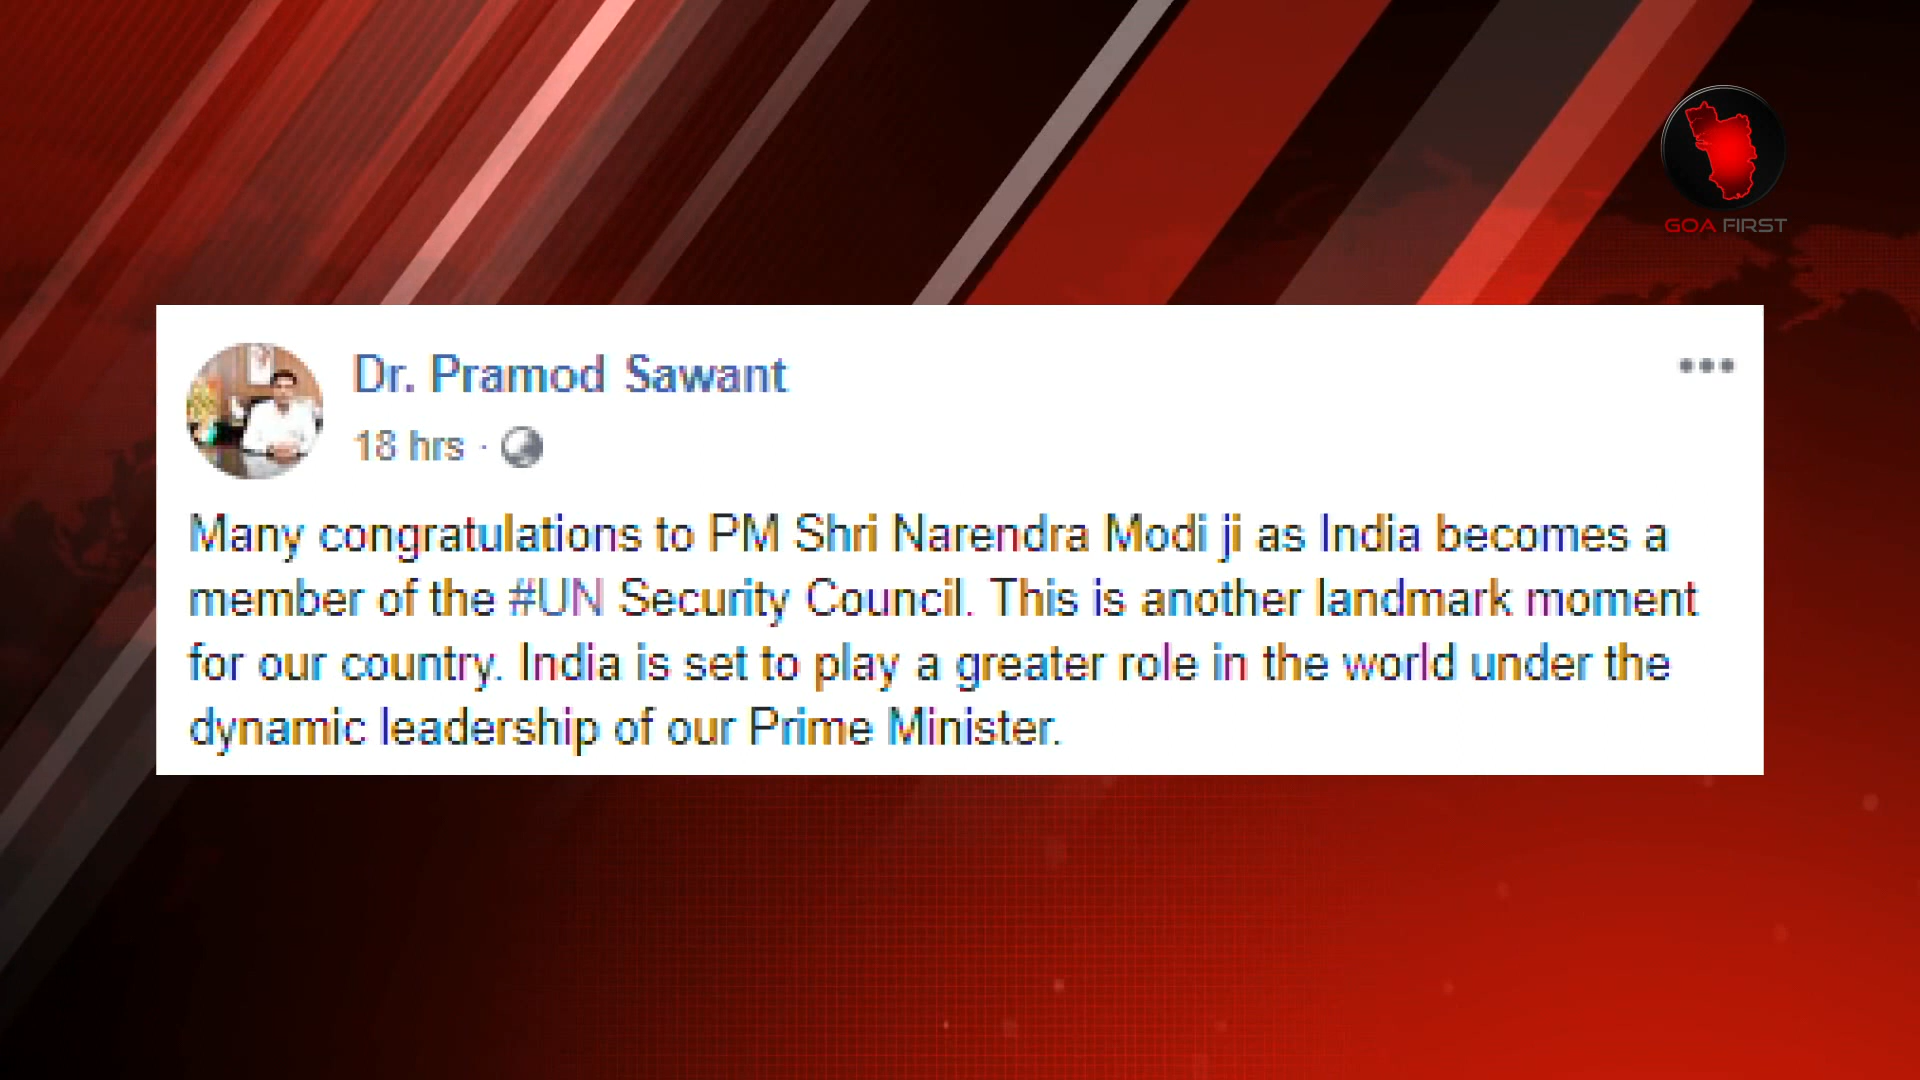 GOA FIRST
Dr. Pramod Sawant
18 hrs ·
Many congratulations to PM Shri Narendra Modi ji as India becomes a
member of the #UN Security Council. This is another landmark moment
for our country. India is set to play a greater role in the world under the
dynamic leadership of our Prime Minister.